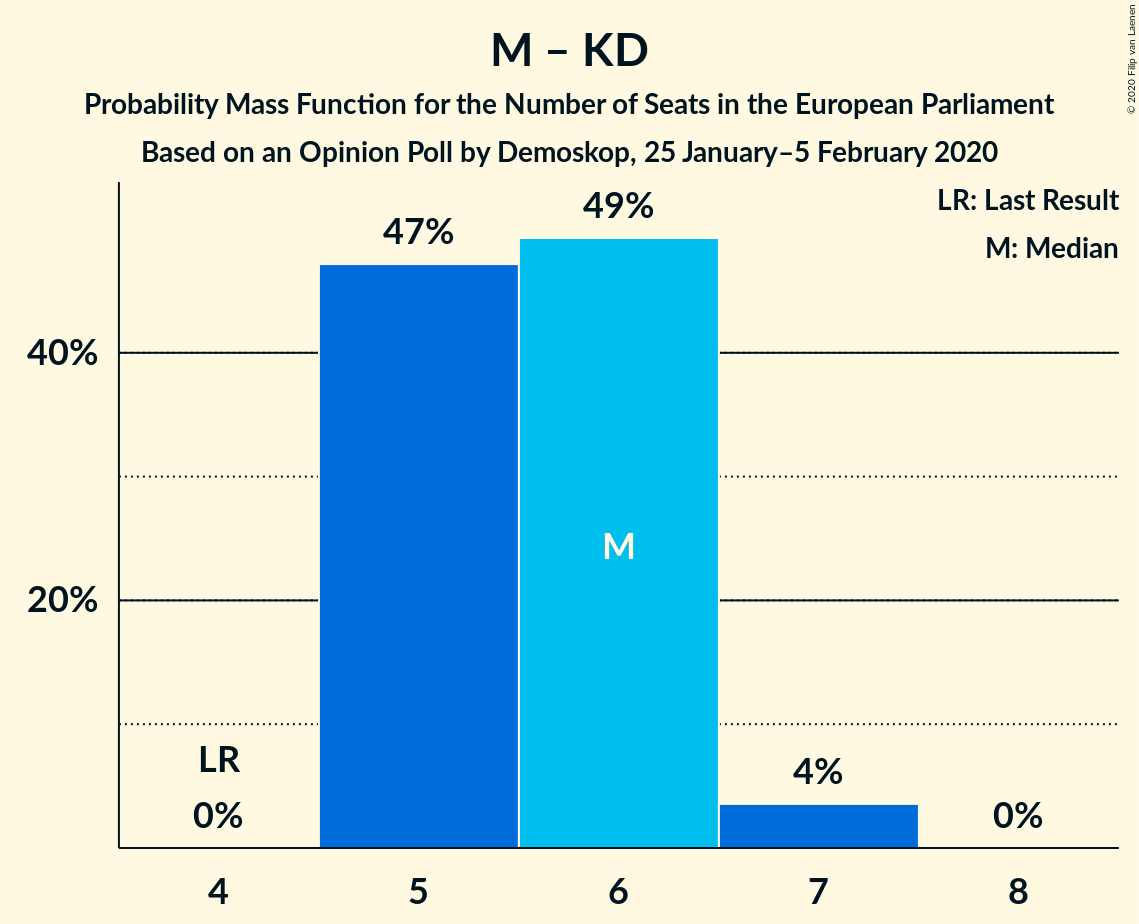 M – KD
Probability Mass Function for the Number of Seats in the European Parliament
Based on an Opinion Poll by Demoskop, 25 January–5 February 2020
© 2020 Filip van Laenen
LR: Last Result
M: Median
47%
49%
40%
M
20%
LR
0%
4%
0%
4
5
6
7
8